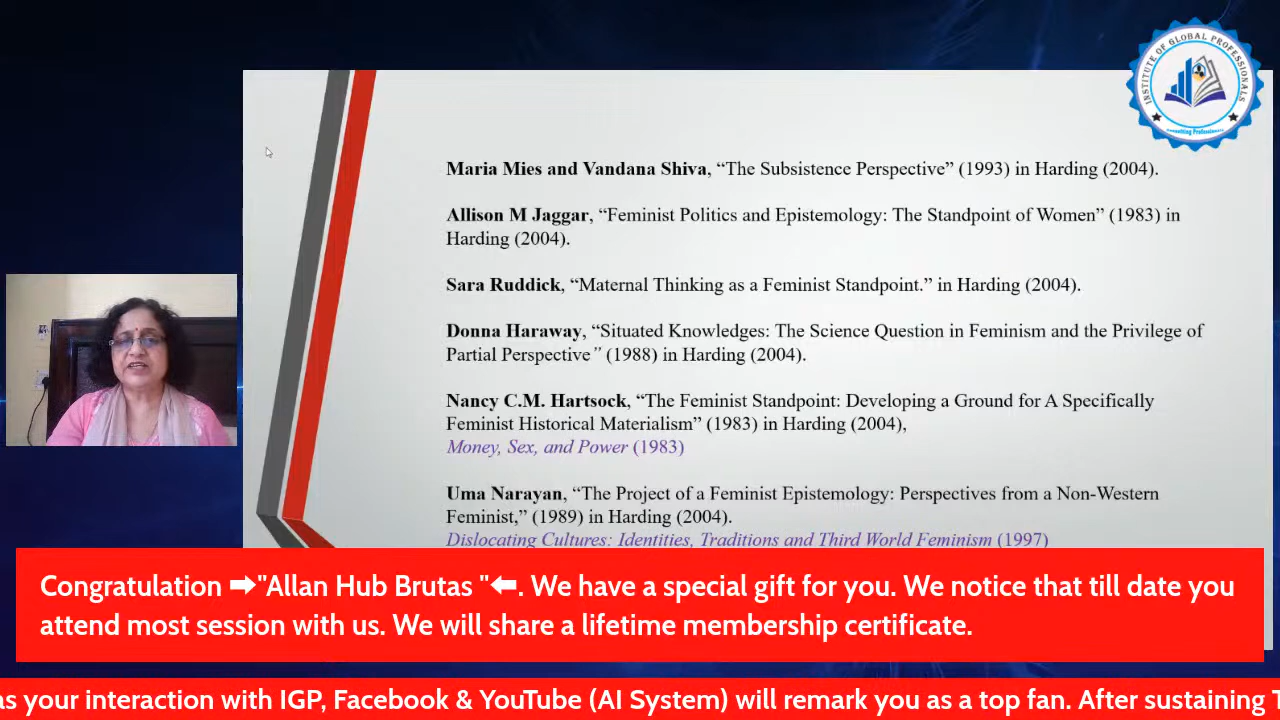 INSTITUTE OF GLOBAL PROFESSIONALS
Connecting Professionals
Maria Mies and Vandana Shiva, “The Subsistence Perspective” (1993) in Harding (2004).
Allison M Jaggar, “Feminist Politics and Epistemology: The Standpoint of Women” (1983) in
Harding (2004).
Sara Ruddick, “Maternal Thinking as a Feminist Standpoint.” in Harding (2004).
Donna Haraway, “Situated Knowledges: The Science Question in Feminism and the Privilege of
Partial Perspective” (1988) in Harding (2004).
Nancy C.M. Hartsock, “The Feminist Standpoint: Developing a Ground for A Specifically
Feminist Historical Materialism” (1983) in Harding (2004),
Money, Sex, and Power (1983)
Uma Narayan, “The Project of a Feminist Epistemology: Perspectives from a Non-Western
Feminist,” (1989) in Harding (2004).
Dislocating Cultures: Identities, Traditions and Third World Feminism (1997)
Congratulation ➡"Allan Hub Brutas "⬅. We have a special gift for you. We notice that till date you
attend most session with us. We will share a lifetime membership certificate.
as your interaction with IGP, Facebook & YouTube (AI System) will remark you as a top fan. After sustaining T